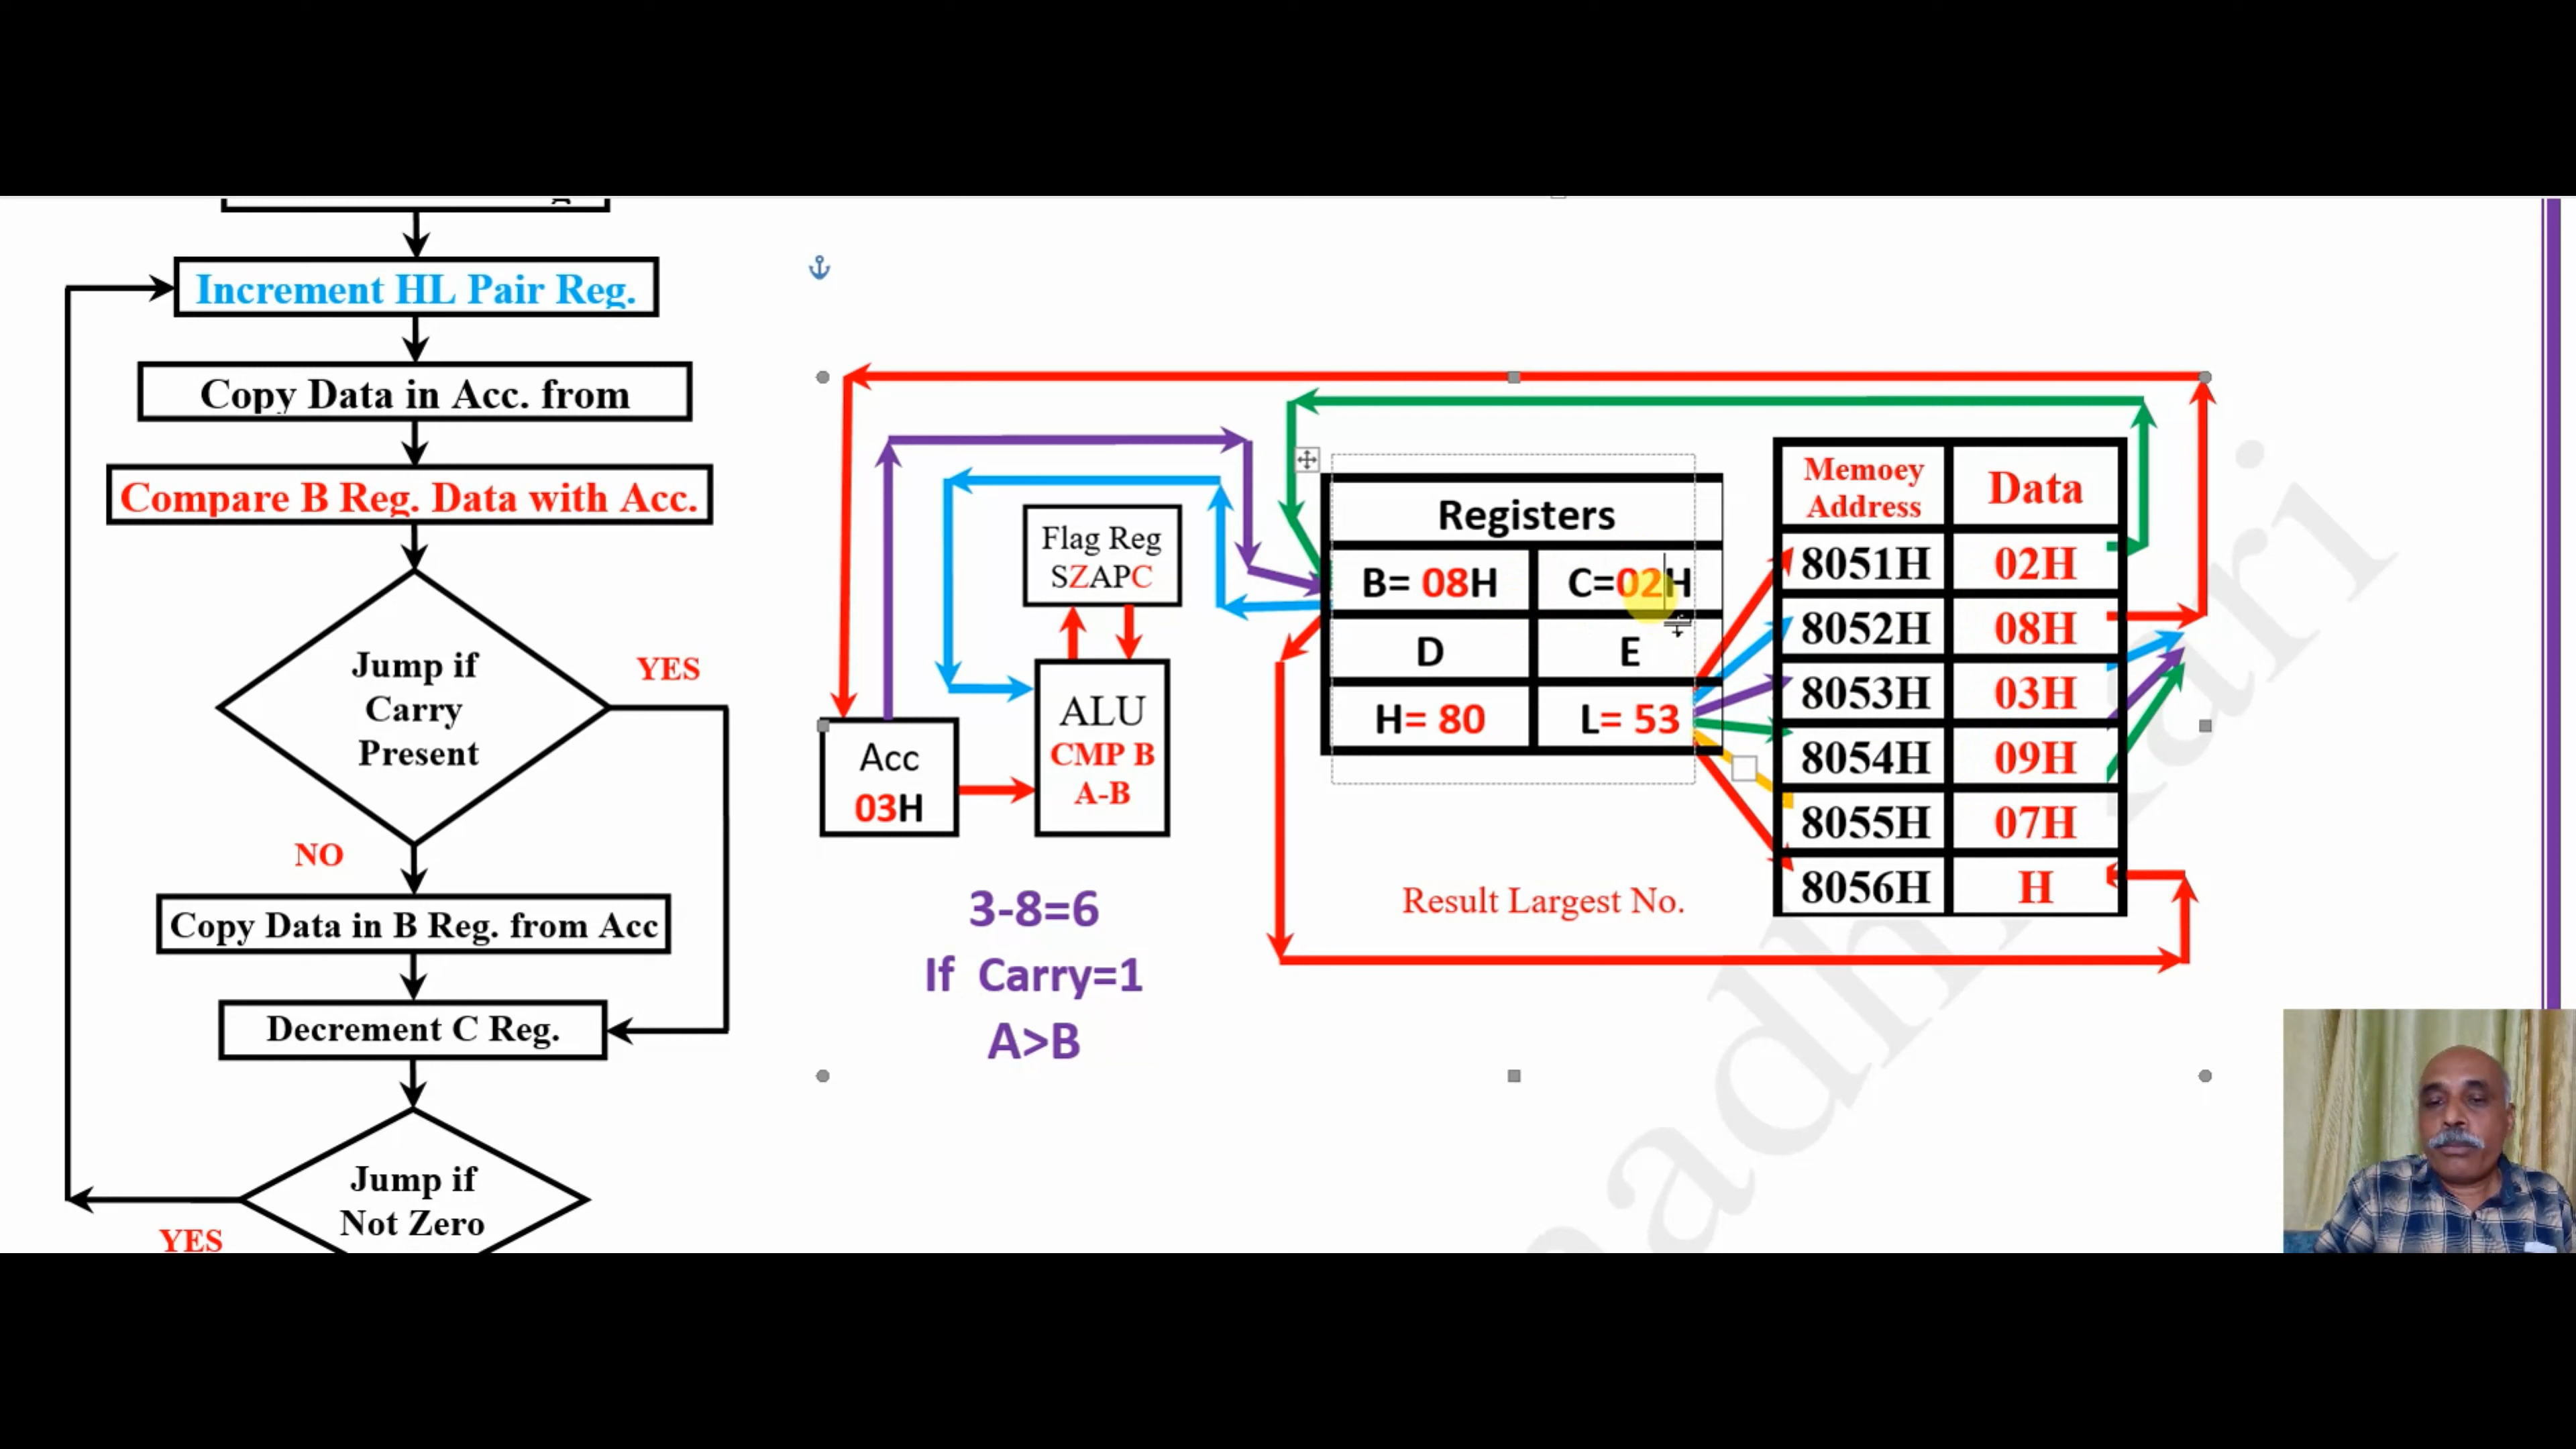 Increment HL Pair Reg.
Copy Data in Acc. from
Compare B Reg. Data with Acc.
Jump if
Carry
Present
YES
NO
Copy Data in B Reg. from Acc
Decrement C Reg.
Jump if
Not Zero
YES
Flag Reg
SZAPC
ALU
CMP B
A-B
Acc
03H
3-8=6
If Carry=1
A>B
Registers
B= 08H C=02H
D E
H= 80 L= 53
Result Largest No.
Memoey
Address
Data
8051H 02H
8052H 08H
8053H 03H
8054H 09H
8055H 07H
8056H H